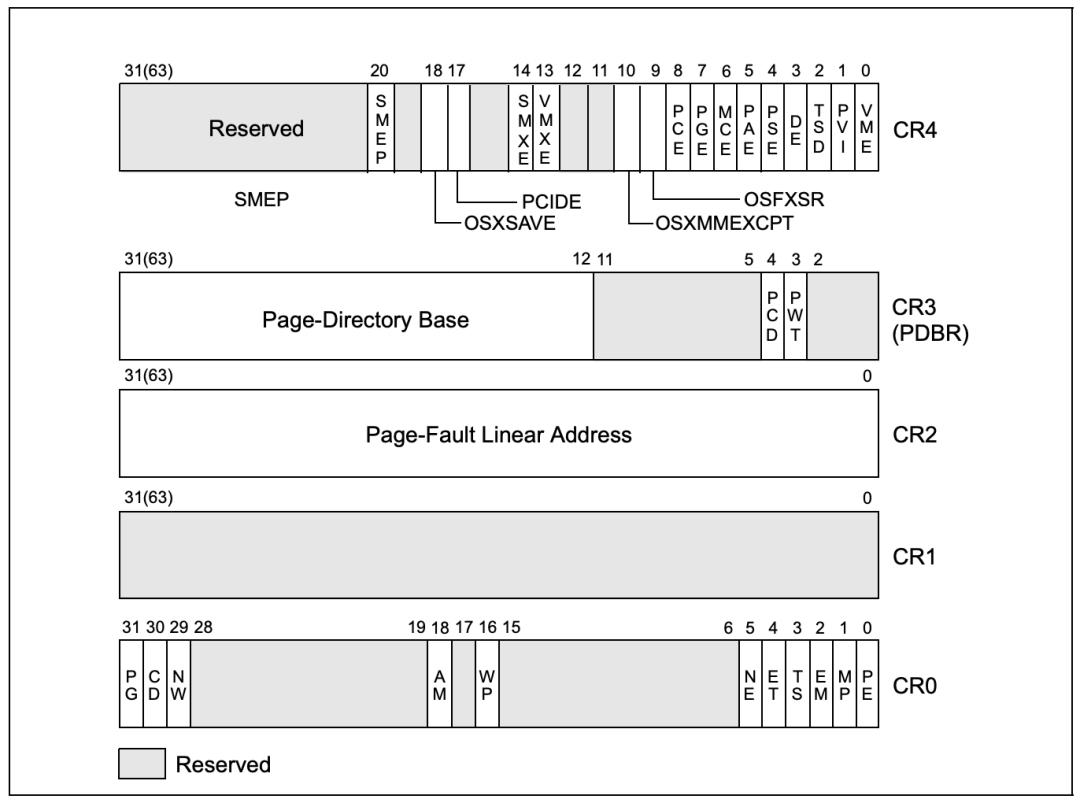 31(63) 20 18 17 14 13 12 11 10 9 8 7 6 5 4 3 2 1 0
Reserved SMEP SMXE VMXE PCE PGE MCE PAE PSE DE TSD PVI VME CR4
SMEP PCIDE OSFXSR
OSXSAVE OSXMMEXCPT
31(63) 12 11 5 4 3 2
Page-Directory Base PCD PWT CR3
(PDBR)
31(63) 0
Page-Fault Linear Address CR2
31(63) 0
CR1
31 30 29 28 19 18 17 16 15 6 5 4 3 2 1 0
PG CD NW AM WP NE ET TS EM MP PE CR0
Reserved